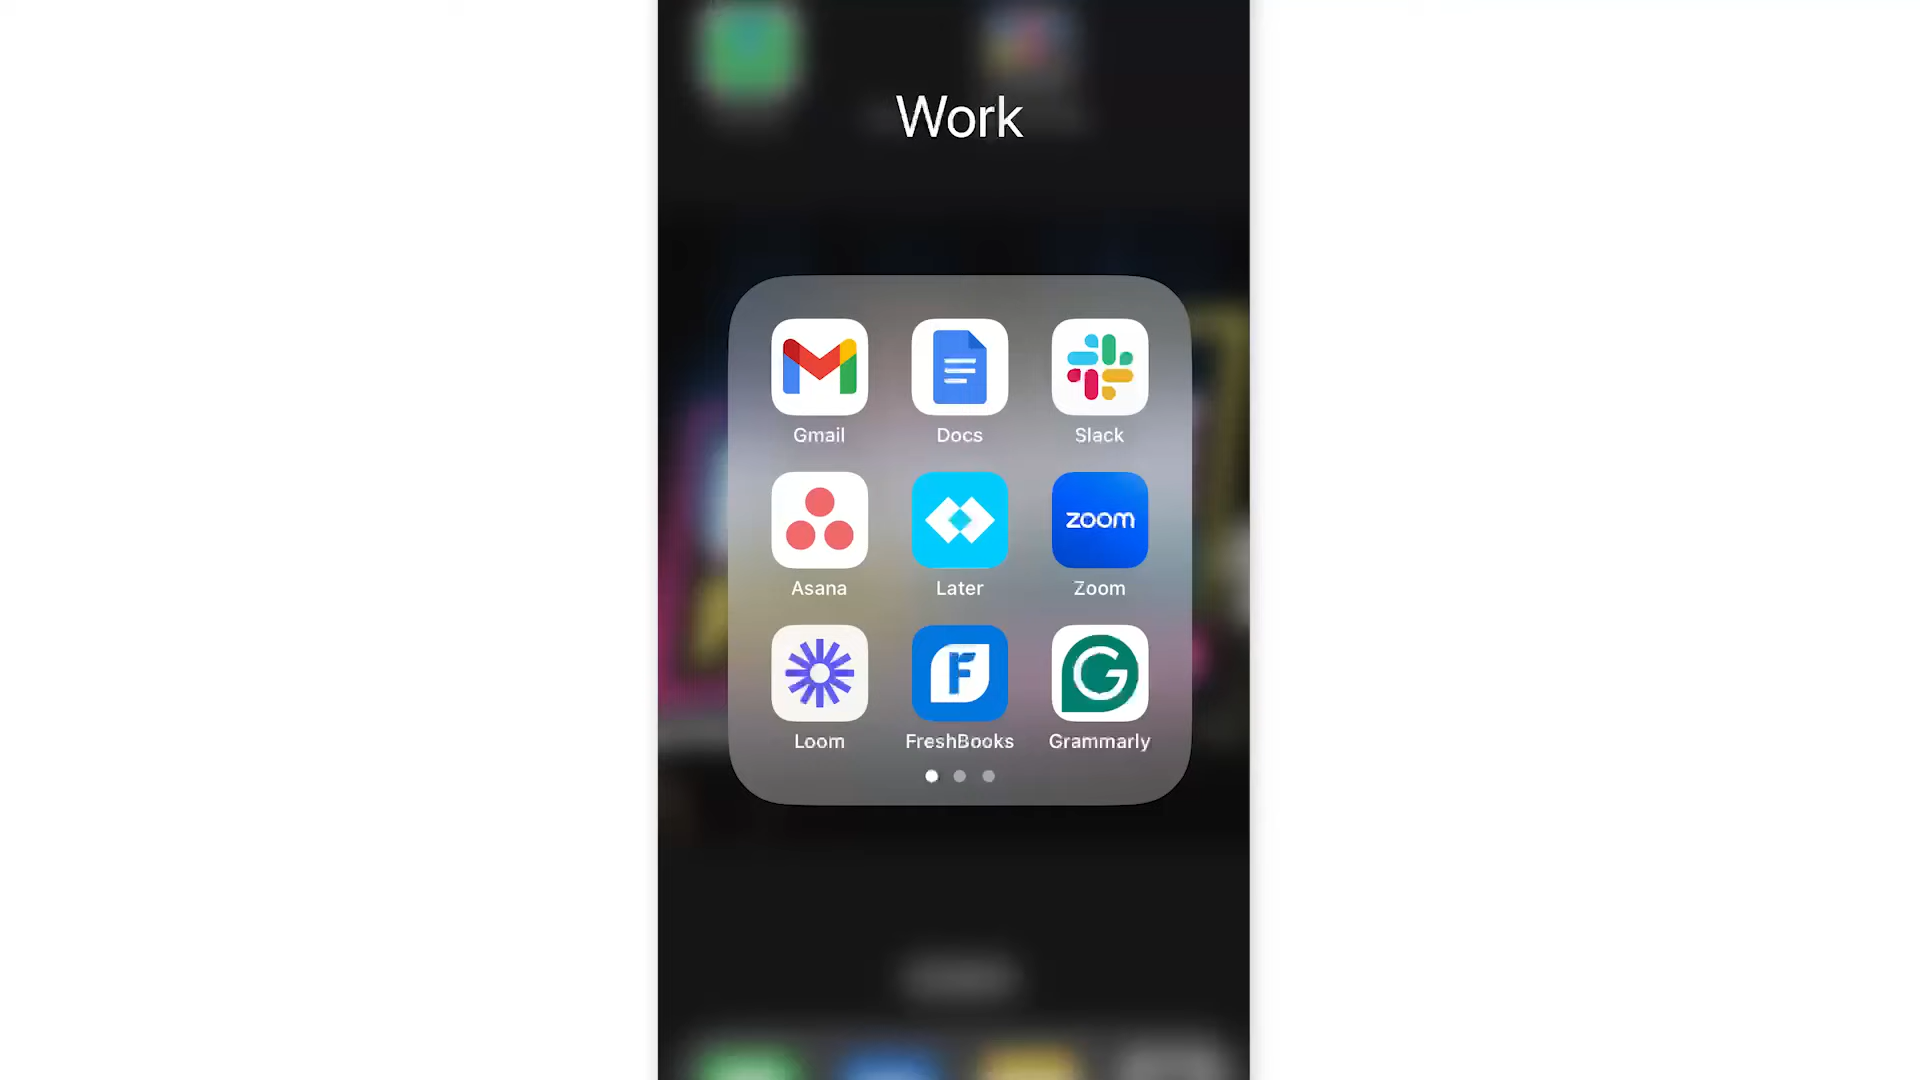 Work
Gmail Docs Slack
zoom
Asana Later Zoom
F G
Loom FreshBooks Grammarly